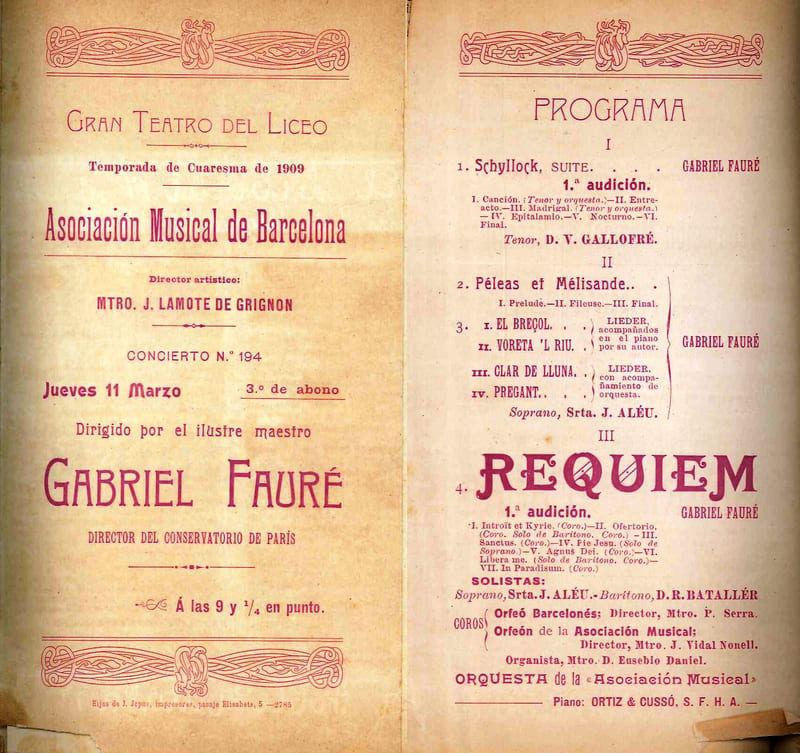 GRAN TEATRO DEL LICEO
Temporada de Cuaresma de 1909
Asociación Musical de Barcelona
Director artístico:
MTRO. J. LAMOTE DE GRIGNON
CONCIERTO N.º 194
Jueves 11 Marzo 3.º de abono
Dirigido por el ilustre maestro
GABRIEL FAURÉ
DIRECTOR DEL CONSERVATORIO DE PARÍS
Á las 9 y 1/4 en punto.
Hijos de J. Jepús, impresores, pasaje Elisabets, 5 —2785
PROGRAMA
I
1. Schyllock, SUITE. . . . GABRIEL FAURÉ
1.ª audición.
I. Canción. (Tenor y orquesta.)—II. Entre-
acto.—III. Madrigal. (Tenor y orquesta.)
—IV. Epitalamio.—V. Nocturno.—VI.
Final.
Tenor, D. V. GALLOFRÉ.
II
2. Péleas et Mélisande.. .
I. Prelude.—II. Fileuse.—III. Final.
3. I. EL BREÇOL. . .
II. VORETA 'L RIU. .
LIEDER,
acompañados
en el piano
por su autor.
GABRIEL FAURÉ
III. CLAR DE LLUNA. .
IV. PREGANT.. . .
LIEDER.
con acompa-
ñamiento de
orquesta.
Soprano, Srta. J. ALÉU.
III
4. REQUIEM
1.ª audición. GABRIEL FAURÉ
I. Introït et Kyrie. (Coro.)—II. Ofertorio.
(Coro. Solo de Barítono. Coro.) -III.
Sanctus. (Coro.)—IV. Pie Jesu. (Solo de
Soprano.)—V. Agnus Dei. (Coro.)—VI.
Libera me. (Solo de Barítono. Coro.)—
VII. In Paradisum. (Coro.)
SOLISTAS:
Soprano, Srta. J. ALÉU.-Barítono, D. R. BATALLÉR
COROS
Orfeó Barcelonés; Director, Mtro. P. Serra.
Orfeón de la Asociación Musical;
Director, Mtro. J. Vidal Nonell.
Organista, Mtro. D. Eusebio Daniel.
ORQUESTA de la «Asociación Musical»
Piano: ORTIZ & CUSSÓ, S. F. H. A.